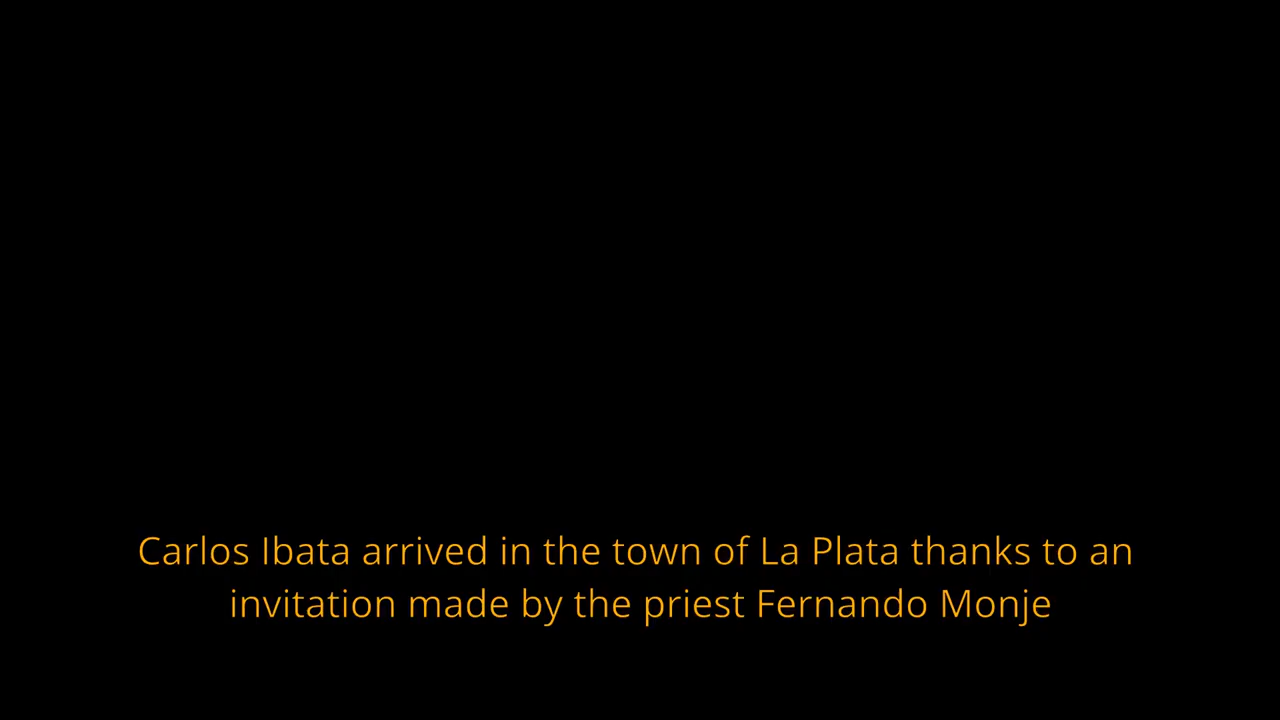 Carlos Ibata arrived in the town of La Plata thanks to an
invitation made by the priest Fernando Monje